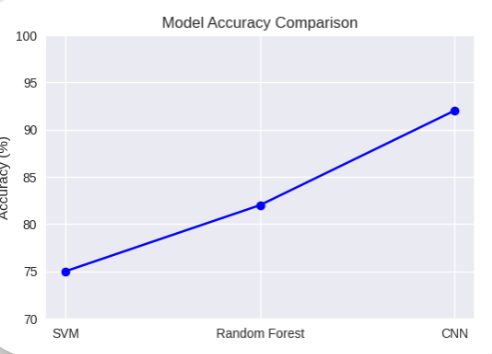 Model Accuracy Comparison
100
95
90
85
80
75
70
Accuracy (%)
SVM
Random Forest
CNN